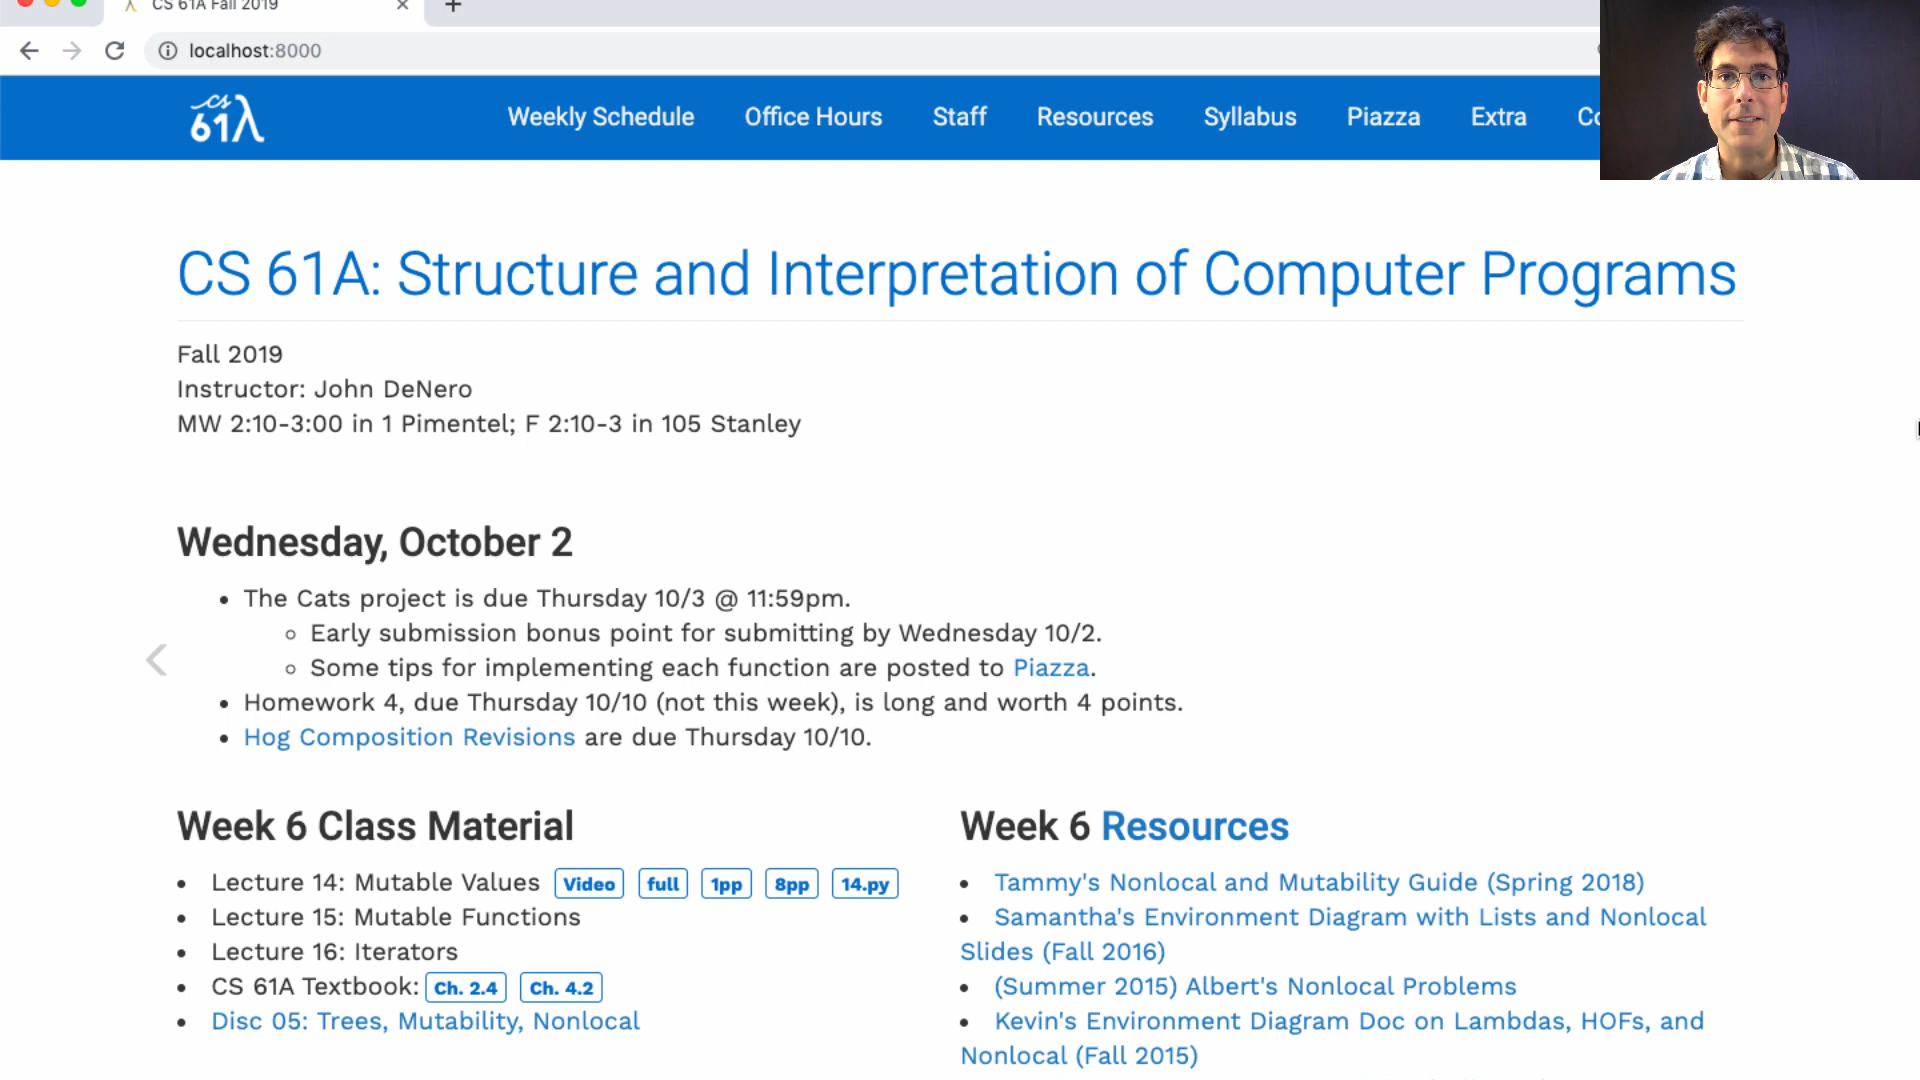 CS 61A Fall 2019
localhost:8000
cs
61λ
Weekly Schedule Office Hours Staff Resources Syllabus Piazza Extra
CS 61A: Structure and Interpretation of Computer Programs
Fall 2019
Instructor: John DeNero
MW 2:10-3:00 in 1 Pimentel; F 2:10-3 in 105 Stanley
Wednesday, October 2
The Cats project is due Thursday 10/3 @ 11:59pm.
Early submission bonus point for submitting by Wednesday 10/2.
Some tips for implementing each function are posted to Piazza.
Homework 4, due Thursday 10/10 (not this week), is long and worth 4 points.
Hog Composition Revisions are due Thursday 10/10.
Week 6 Class Material
Lecture 14: Mutable Values Video full 1pp 8pp 14.py
Lecture 15: Mutable Functions
Lecture 16: Iterators
CS 61A Textbook: Ch. 2.4 Ch. 4.2
Disc 05: Trees, Mutability, Nonlocal
Week 6 Resources
Tammy's Nonlocal and Mutability Guide (Spring 2018)
Samantha's Environment Diagram with Lists and Nonlocal
Slides (Fall 2016)
(Summer 2015) Albert's Nonlocal Problems
Kevin's Environment Diagram Doc on Lambdas, HOFs, and
Nonlocal (Fall 2015)